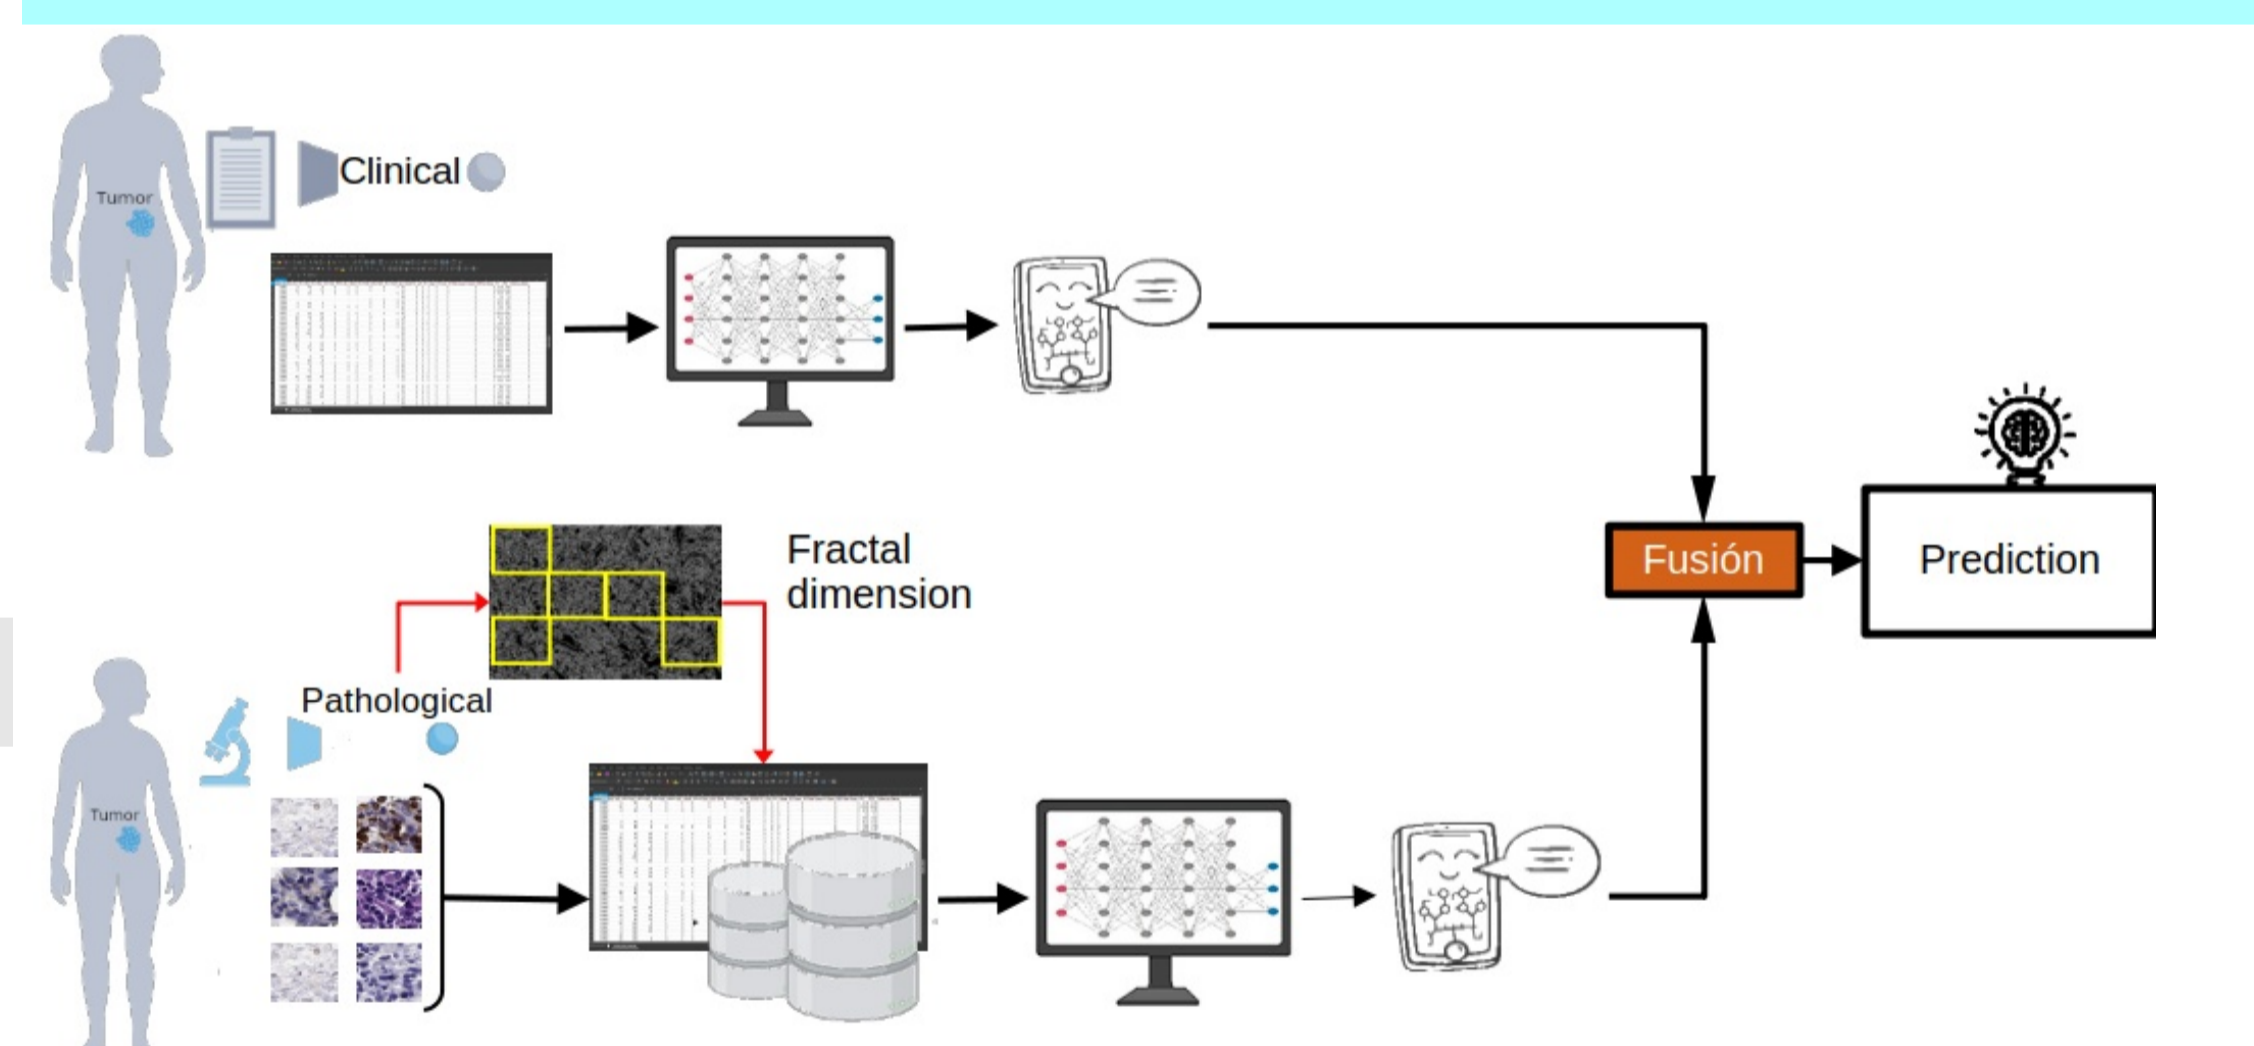 Tumor
Clinical
Fractal
dimension
Fusión
Prediction
Pathological
Tumor